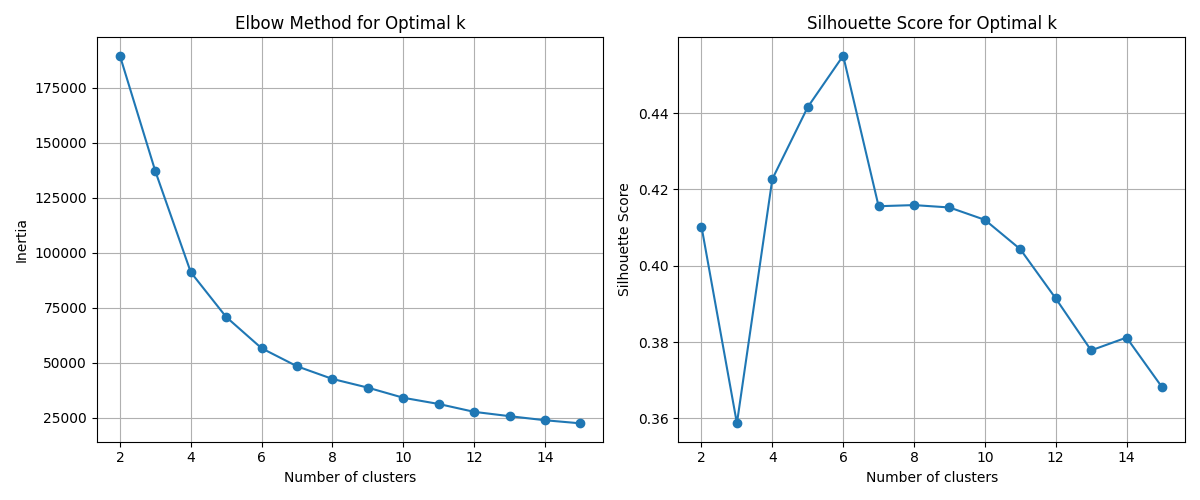 Elbow Method for Optimal k
Inertia
175000
150000
125000
100000
75000
50000
25000
2 4 6 8 10 12 14
Number of clusters
Silhouette Score for Optimal k
Silhouette Score
0.44
0.42
0.40
0.38
0.36
2 4 6 8 10 12 14
Number of clusters